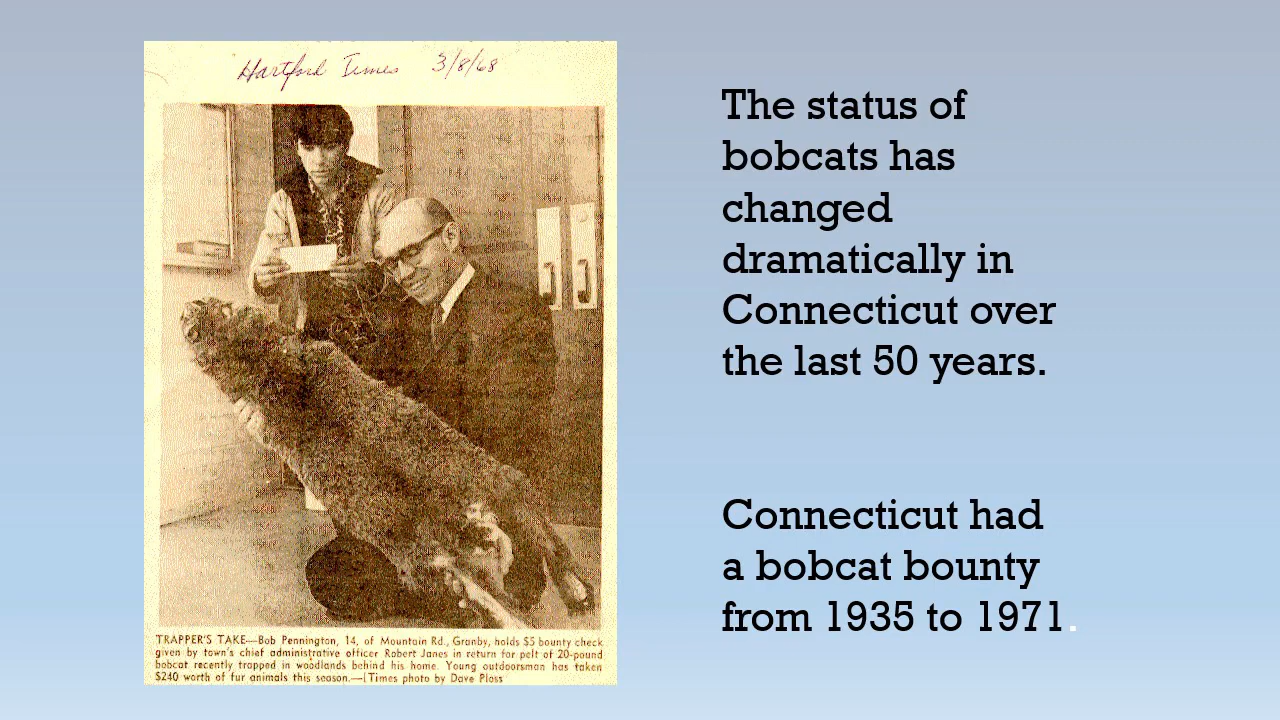 Hartford Times 3/8/68
TRAPPER'S TAKE—Bob Pennington, 14, of Mountain Rd., Granby, holds $5 bounty check
given by town's chief administrative officer Robert Janes in return for pelt of 20-pound
bobcat recently trapped in woodlands behind his home. Young outdoorsman has taken
$240 worth of fur animals this season.—(Times photo by Dave Ploss
The status of
bobcats has
changed
dramatically in
Connecticut over
the last 50 years.
Connecticut had
a bobcat bounty
from 1935 to 1971.